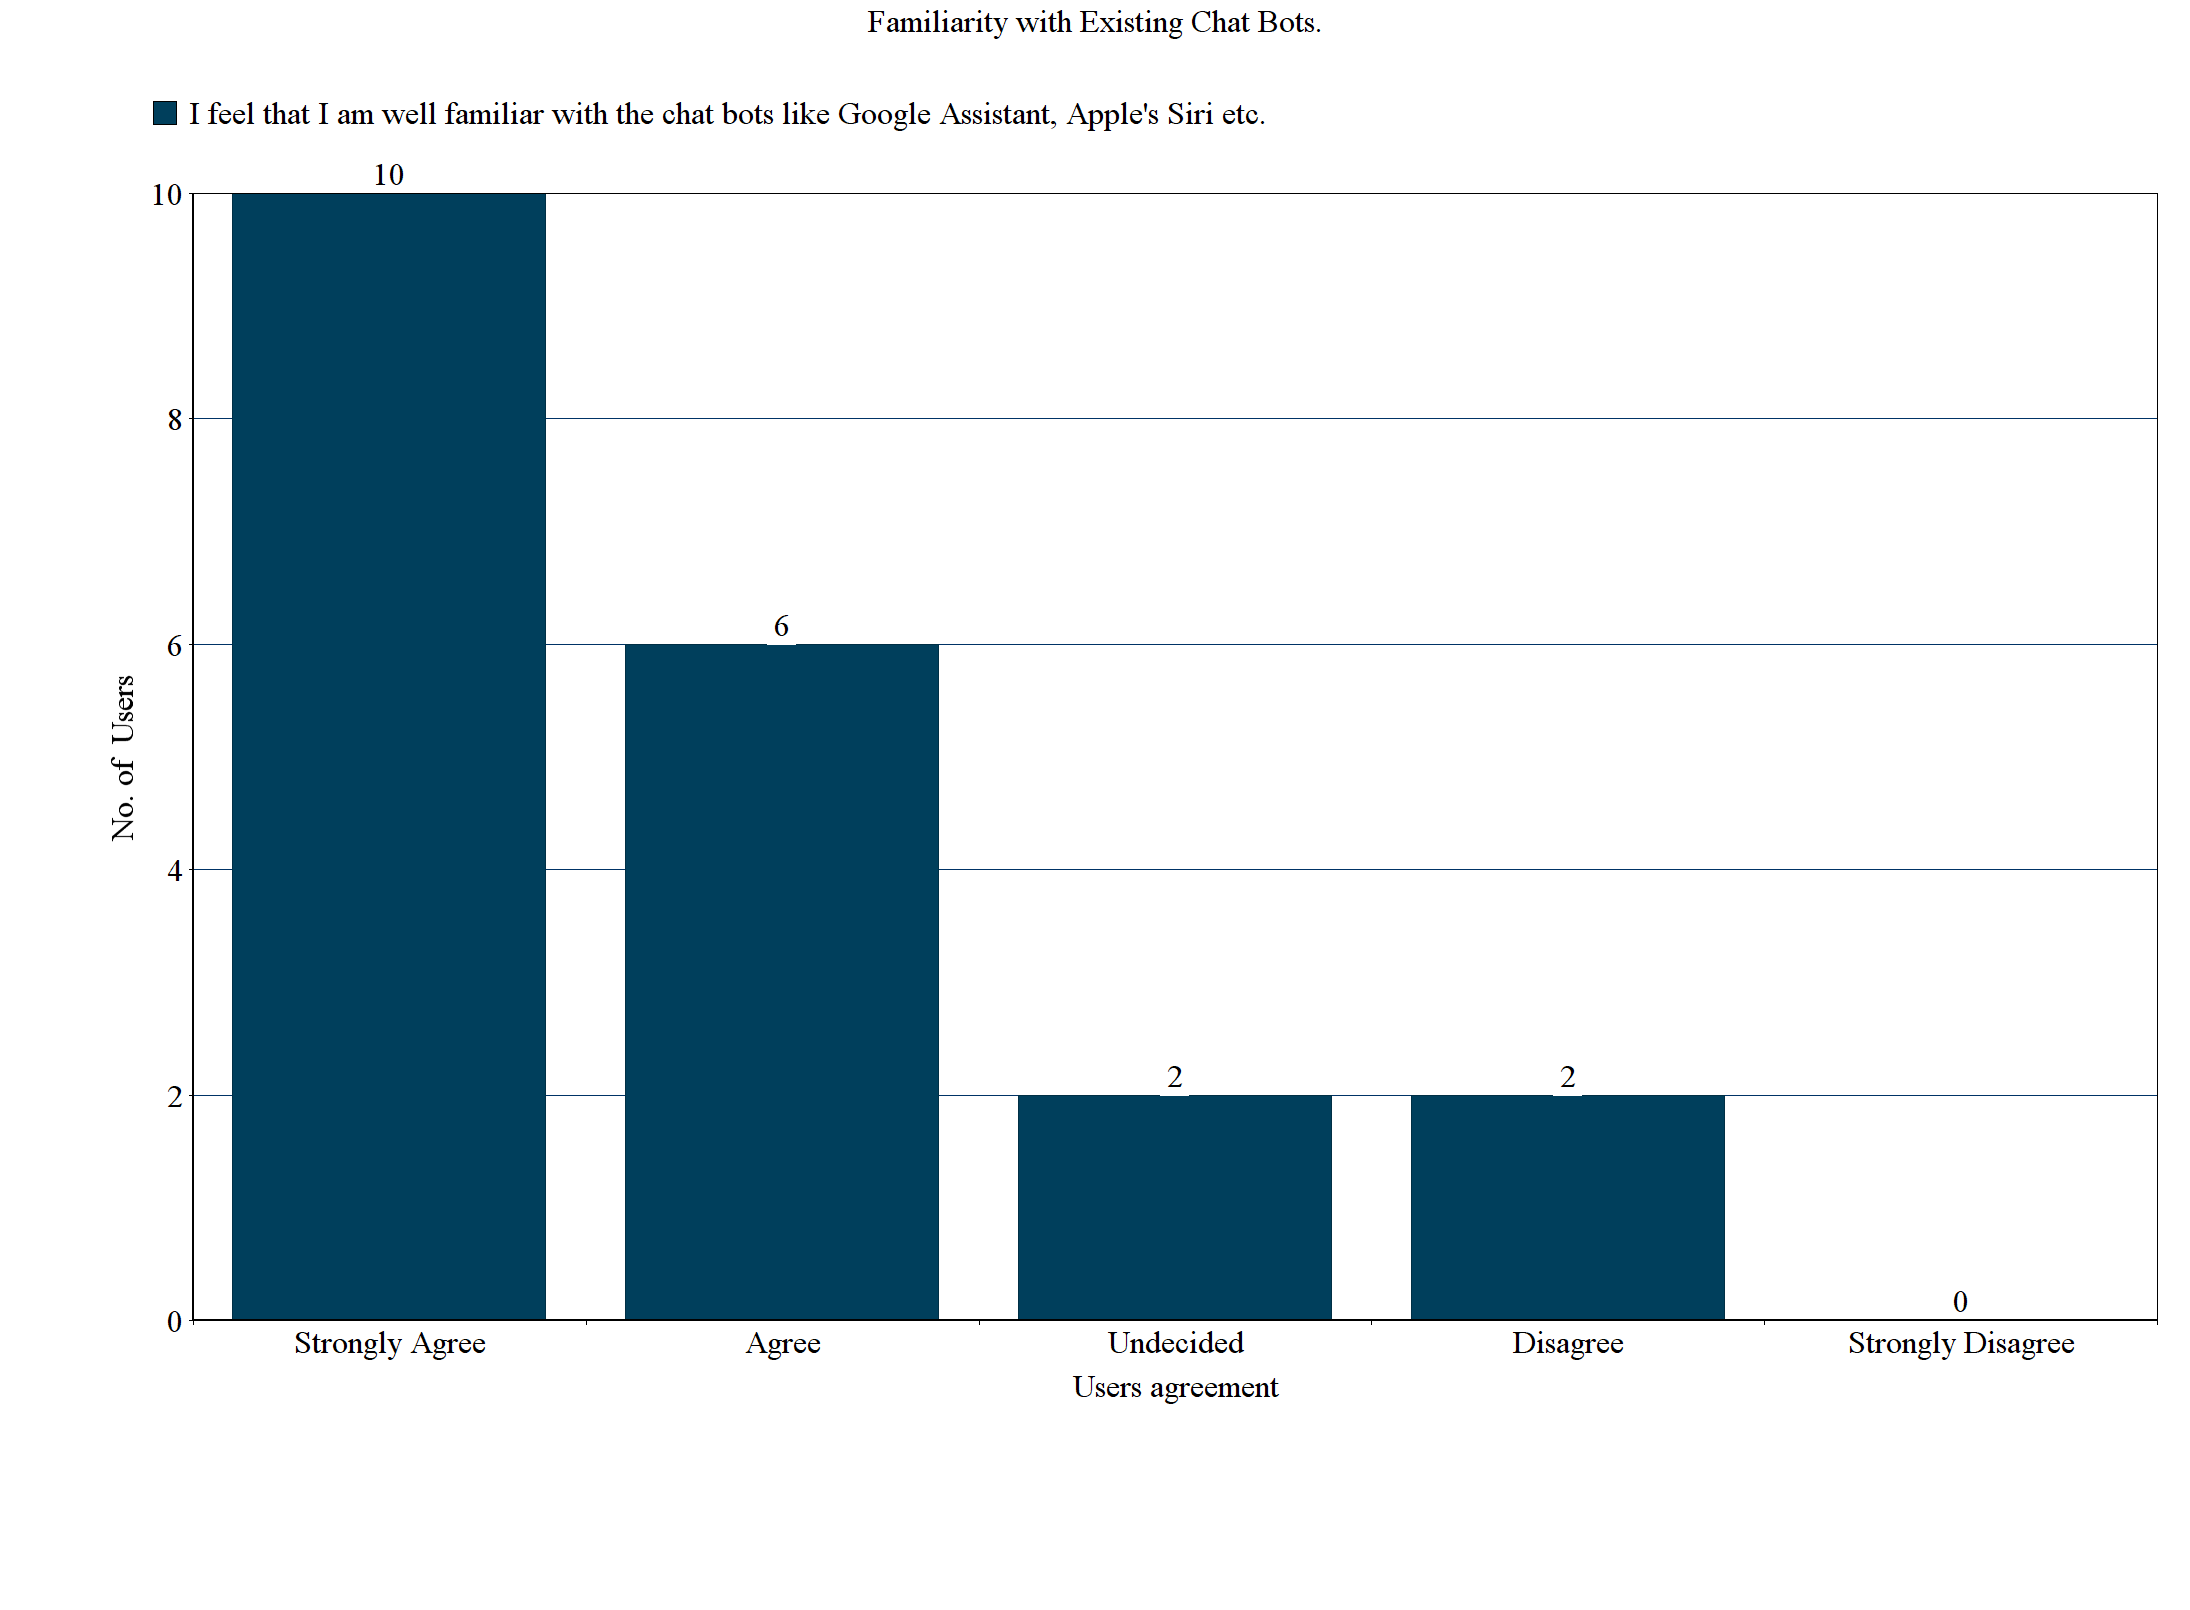 Familiarity with Existing Chat Bots.
I feel that I am well familiar with the chat bots like Google Assistant, Apple's Siri etc.
10
10
8
6
6
No. of Users
4
2
2
2
0
0
Strongly Agree
Agree
Undecided
Disagree
Strongly Disagree
Users agreement